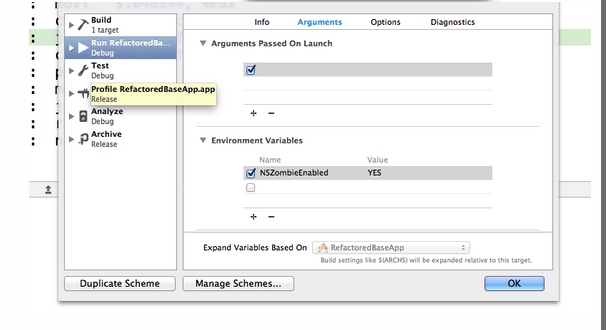 Build
1 target
Run RefactoredBa...
Debug
Test
Debug
Profile RefactoredBaseApp.app
Release
Analyze
Debug
Archive
Release
Info Arguments Options Diagnostics
Arguments Passed On Launch
+ −
Environment Variables
Name Value
NSZombieEnabled YES
+ −
Expand Variables Based On RefactoredBaseApp
Build settings like $(ARCHS) will be expanded relative to this target.
Duplicate Scheme Manage Schemes... OK